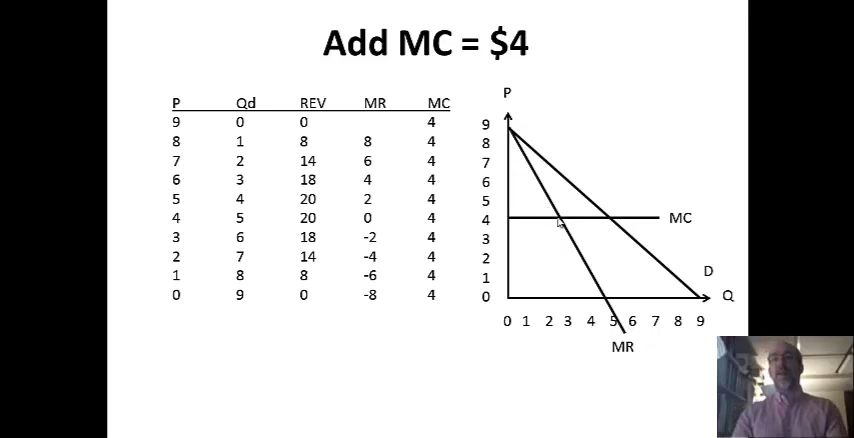 Add MC = $4
P Qd REV MR MC
9 0 0 4
8 1 8 8 4
7 2 14 6 4
6 3 18 4 4
5 4 20 2 4
4 5 20 0 4
3 6 18 -2 4
2 7 14 -4 4
1 8 8 -6 4
0 9 0 -8 4
P
9
8
7
6
5
4
3
2
1
0
MC
D
Q
0 1 2 3 4 5 6 7 8 9
MR